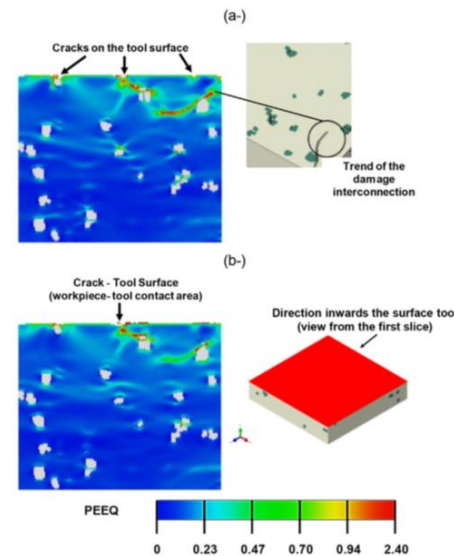 (a-)
Cracks on the tool surface
Trend of the
damage
interconnection
(b-)
Crack - Tool Surface
(workpiece- tool contact area)
Direction inwards the surface too
(view from the first slice)
PEEQ
0 0.23 0.47 0.70 0.94 2.40